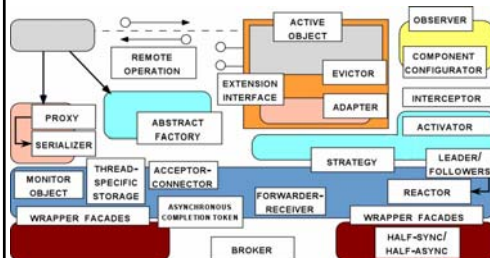 ACTIVE
OBJECT
OBSERVER
REMOTE
OPERATION
COMPONENT
CONFIGURATOR
EVICTOR
EXTENSION
INTERFACE
INTERCEPTOR
ADAPTER
PROXY
ABSTRACT
FACTORY
ACTIVATOR
SERIALIZER
STRATEGY
LEADER/
FOLLOWERS
MONITOR
OBJECT
THREAD-
SPECIFIC
STORAGE
ACCEPTOR-
CONNECTOR
FORWARDER-
RECEIVER
REACTOR
WRAPPER FACADES
ASYNCHRONOUS
COMPLETION TOKEN
WRAPPER FACADES
BROKER
HALF-SYNC/
HALF-ASYNC